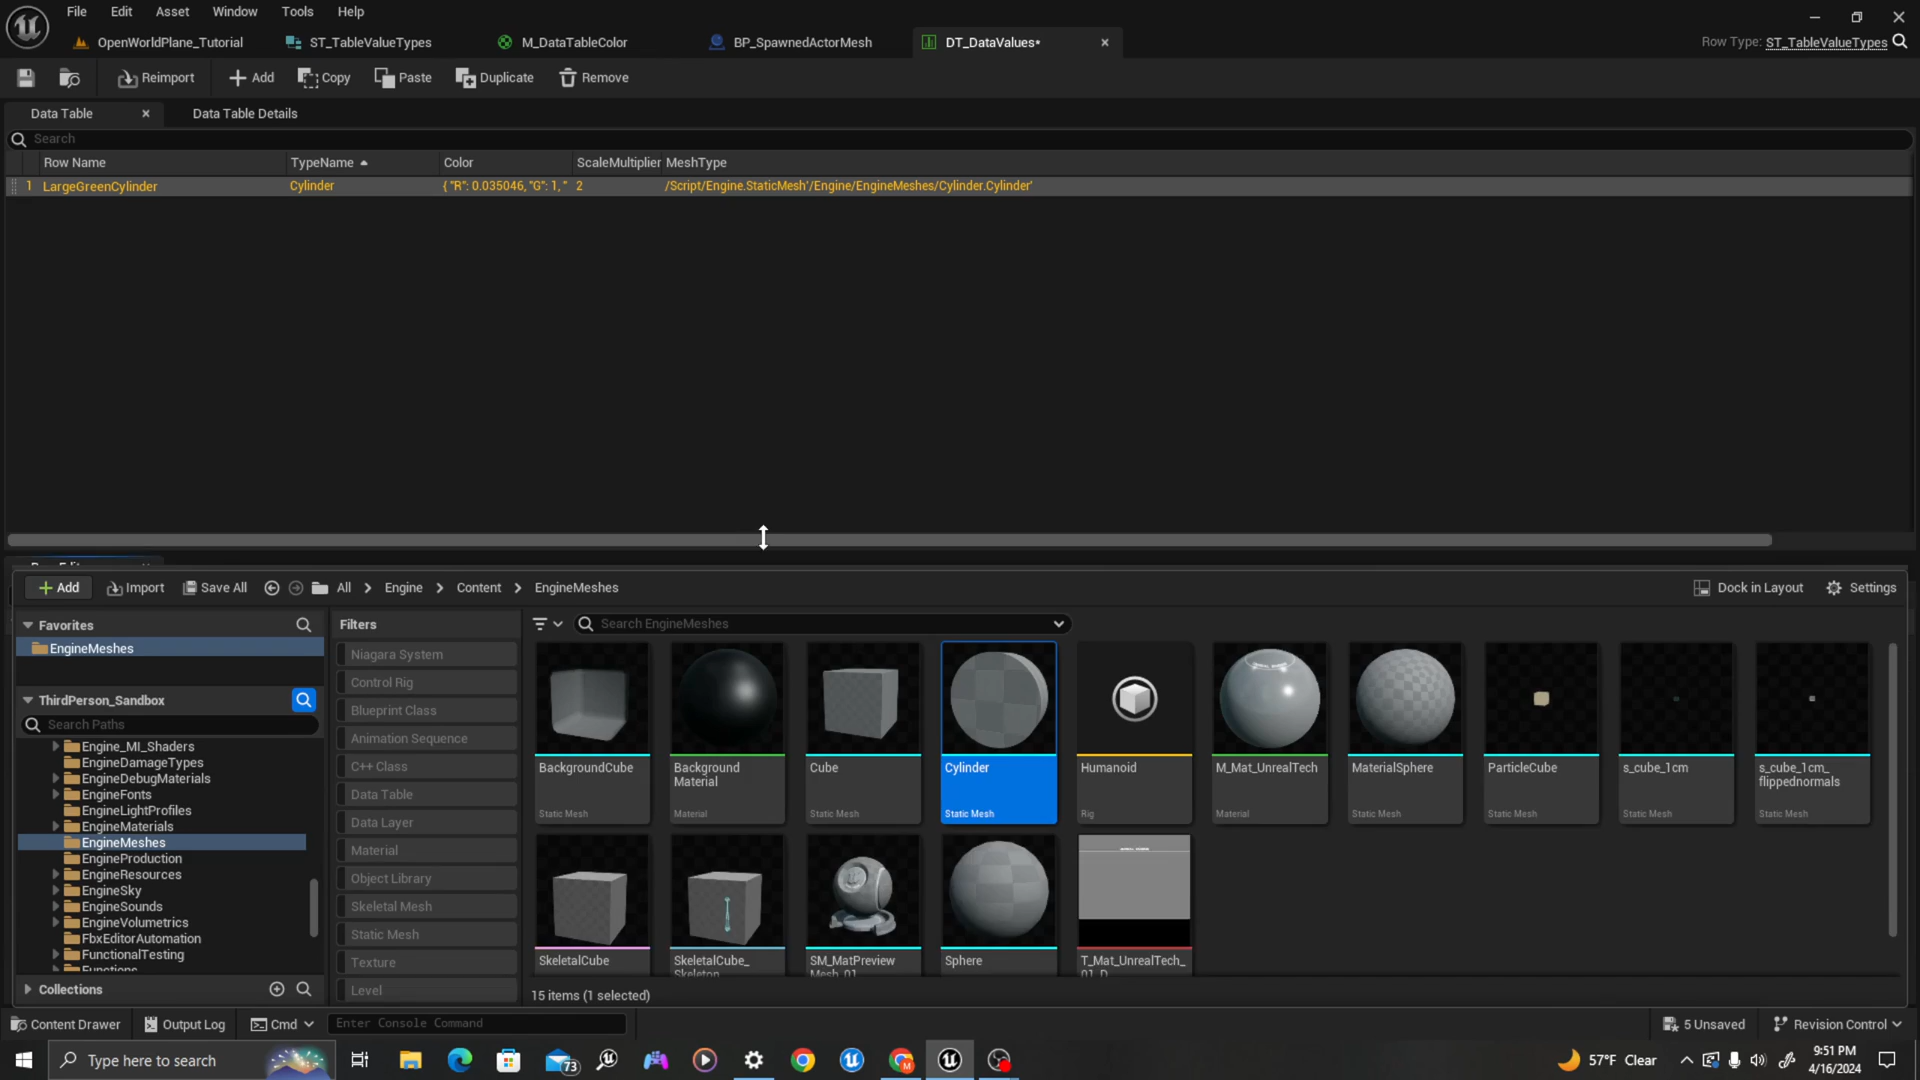 File Edit Asset Window Tools Help
OpenWorldPlane_Tutorial ST_TableValueTypes M_DataTableColor BP_SpawnedActorMesh DT_DataValues* Row Type: ST_TableValueTypes
Reimport Add Copy Paste Duplicate Remove
Data Table Data Table Details
Search
Row Name TypeName Color ScaleMultiplier MeshType
1 LargeGreenCylinder Cylinder { "R": 0.035046, "G": 1, " 2 /Script/Engine.StaticMesh'/Engine/EngineMeshes/Cylinder.Cylinder'
Add Import Save All All Engine Content EngineMeshes Dock in Layout Settings
Favorites Filters Search EngineMeshes
EngineMeshes
ThirdPerson_Sandbox
Search Paths
Engine_MI_Shaders
EngineDamageTypes
EngineDebugMaterials
EngineFonts
EngineLightProfiles
EngineMaterials
EngineMeshes
EngineProduction
EngineResources
EngineSky
EngineSounds
EngineVolumetrics
FbxEditorAutomation
FunctionalTesting
Functions
Collections
Niagara System
Control Rig
Blueprint Class
Animation Sequence
C++ Class
Data Table
Data Layer
Material
Object Library
Skeletal Mesh
Static Mesh
Texture
Level
BackgroundCube Background Cube Cylinder Humanoid M_Mat_UnrealTech MaterialSphere ParticleCube s_cube_1cm s_cube_1cm_
Material flippednormals
Static Mesh Material Static Mesh Static Mesh Rig Material Static Mesh Static Mesh Static Mesh Static Mesh
SkeletalCube SkeletalCube_ SM_MatPreview Sphere T_Mat_UnrealTech_
Skeleton Mesh_01 01_D
15 items (1 selected)
Content Drawer Output Log Cmd Enter Console Command 5 Unsaved Revision Control
Type here to search 73 57°F Clear 9:51 PM
4/16/2024